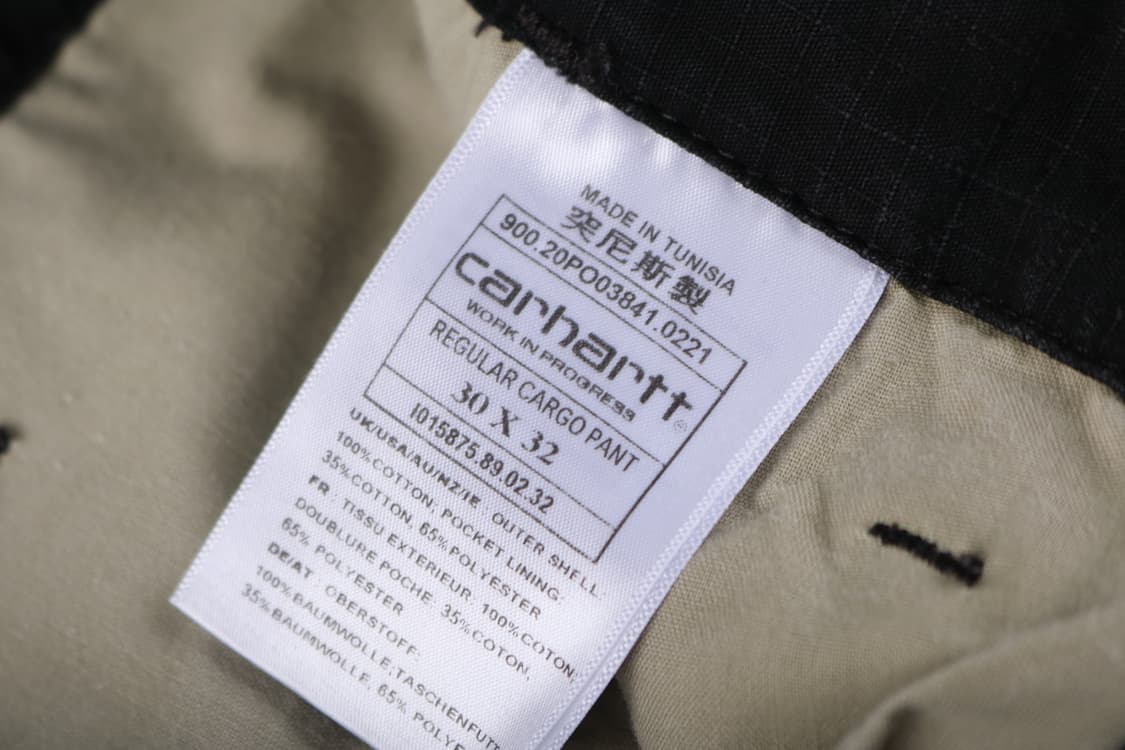 MADE IN TUNISIA
突尼斯製
900.20PO03841.0221
carhartt
WORK IN PROGRESS
REGULAR CARGO PANT
30 X 32
I015875.89.02.32
UK/USA/AU/NZ/IE : OUTER SHELL:
100%COTTON; POCKET LINING:
35%COTTON, 65%POLYESTER
FR : TISSU EXTERIEUR: 100%COTON;
DOUBLURE POCHE: 35%COTON,
65% POLYESTER
DE/AT : OBERSTOFF:
100%BAUMWOLLE;TASCHENFUTT
35%BAUMWOLLE, 65% POLYE